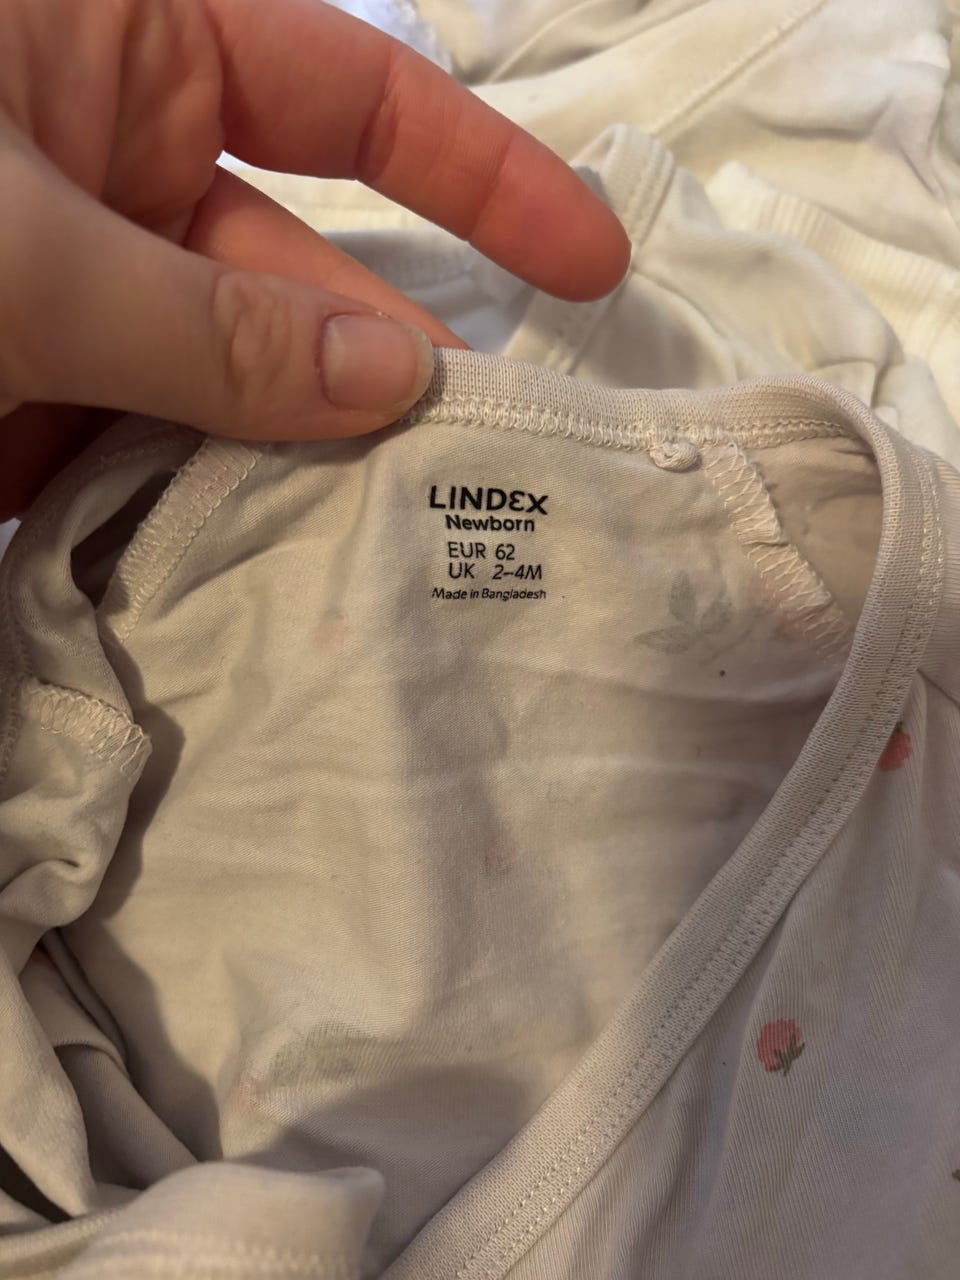 LINDEX
Newborn
EUR 62
UK 2-4M
Made in Bangladesh